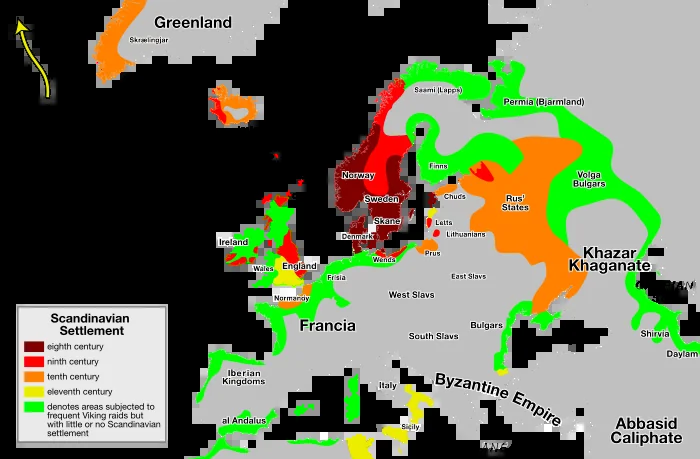 Greenland
Skrælingjar
Saami (Lapps)
Permia (Bjarmland)
Finns
Norway
Volga
Bulgars
Chuds
Rus'
States
Sweden
Skåne
Letts
Denmark
Lithuanians
Ireland
Prus
Khazar
Khaganate
Wends
England
Wales
Frisia
East Slavs
Normandy
West Slavs
Francia
Bulgars
South Slavs
Shirvia
Daylam
Iberian
Kingdoms
Italy
Byzantine Empire
al Andalus
Sicily
Abbasid
Caliphate
Scandinavian
Settlement
eighth century
ninth century
tenth century
eleventh century
denotes areas subjected to
frequent Viking raids but
with little or no Scandinavian
settlement